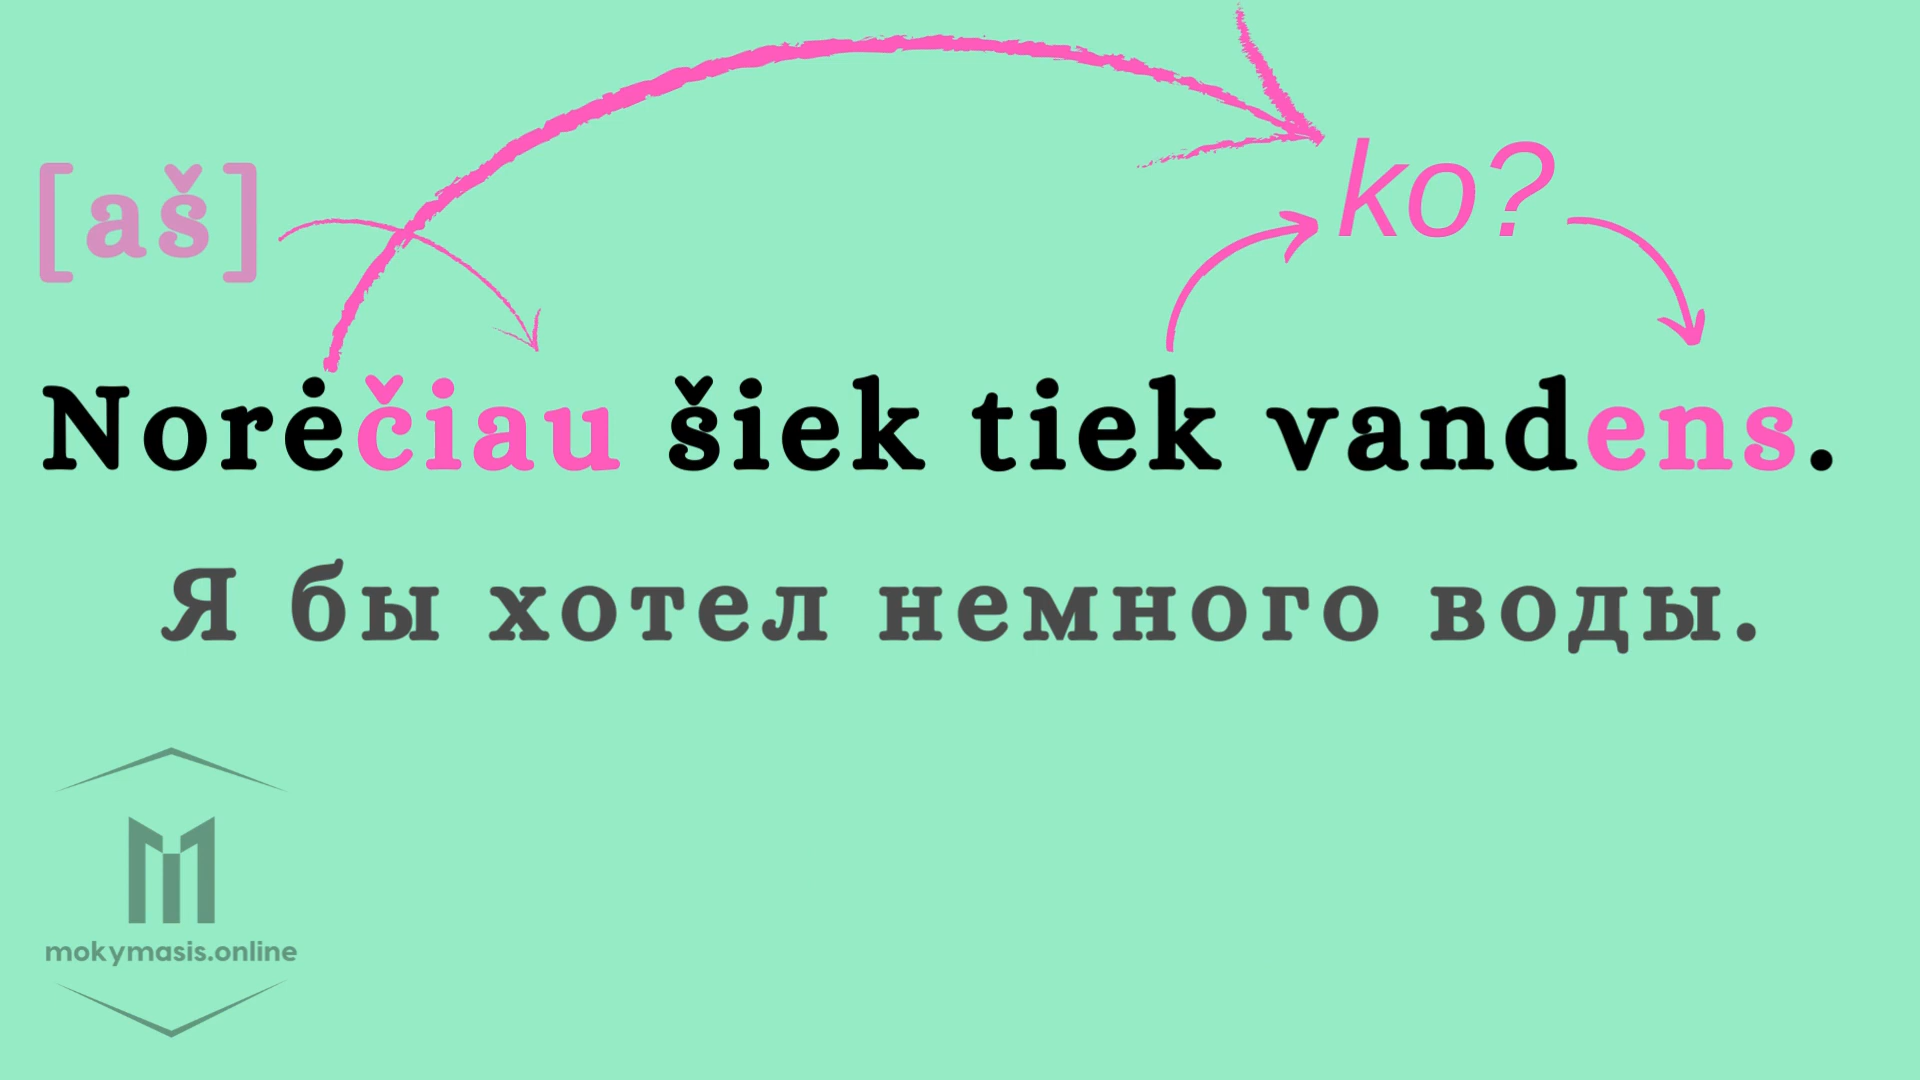 [aš]
ko?
Norėčiau šiek tiek vandens.
Я бы хотел немного воды.
mokymasis.online